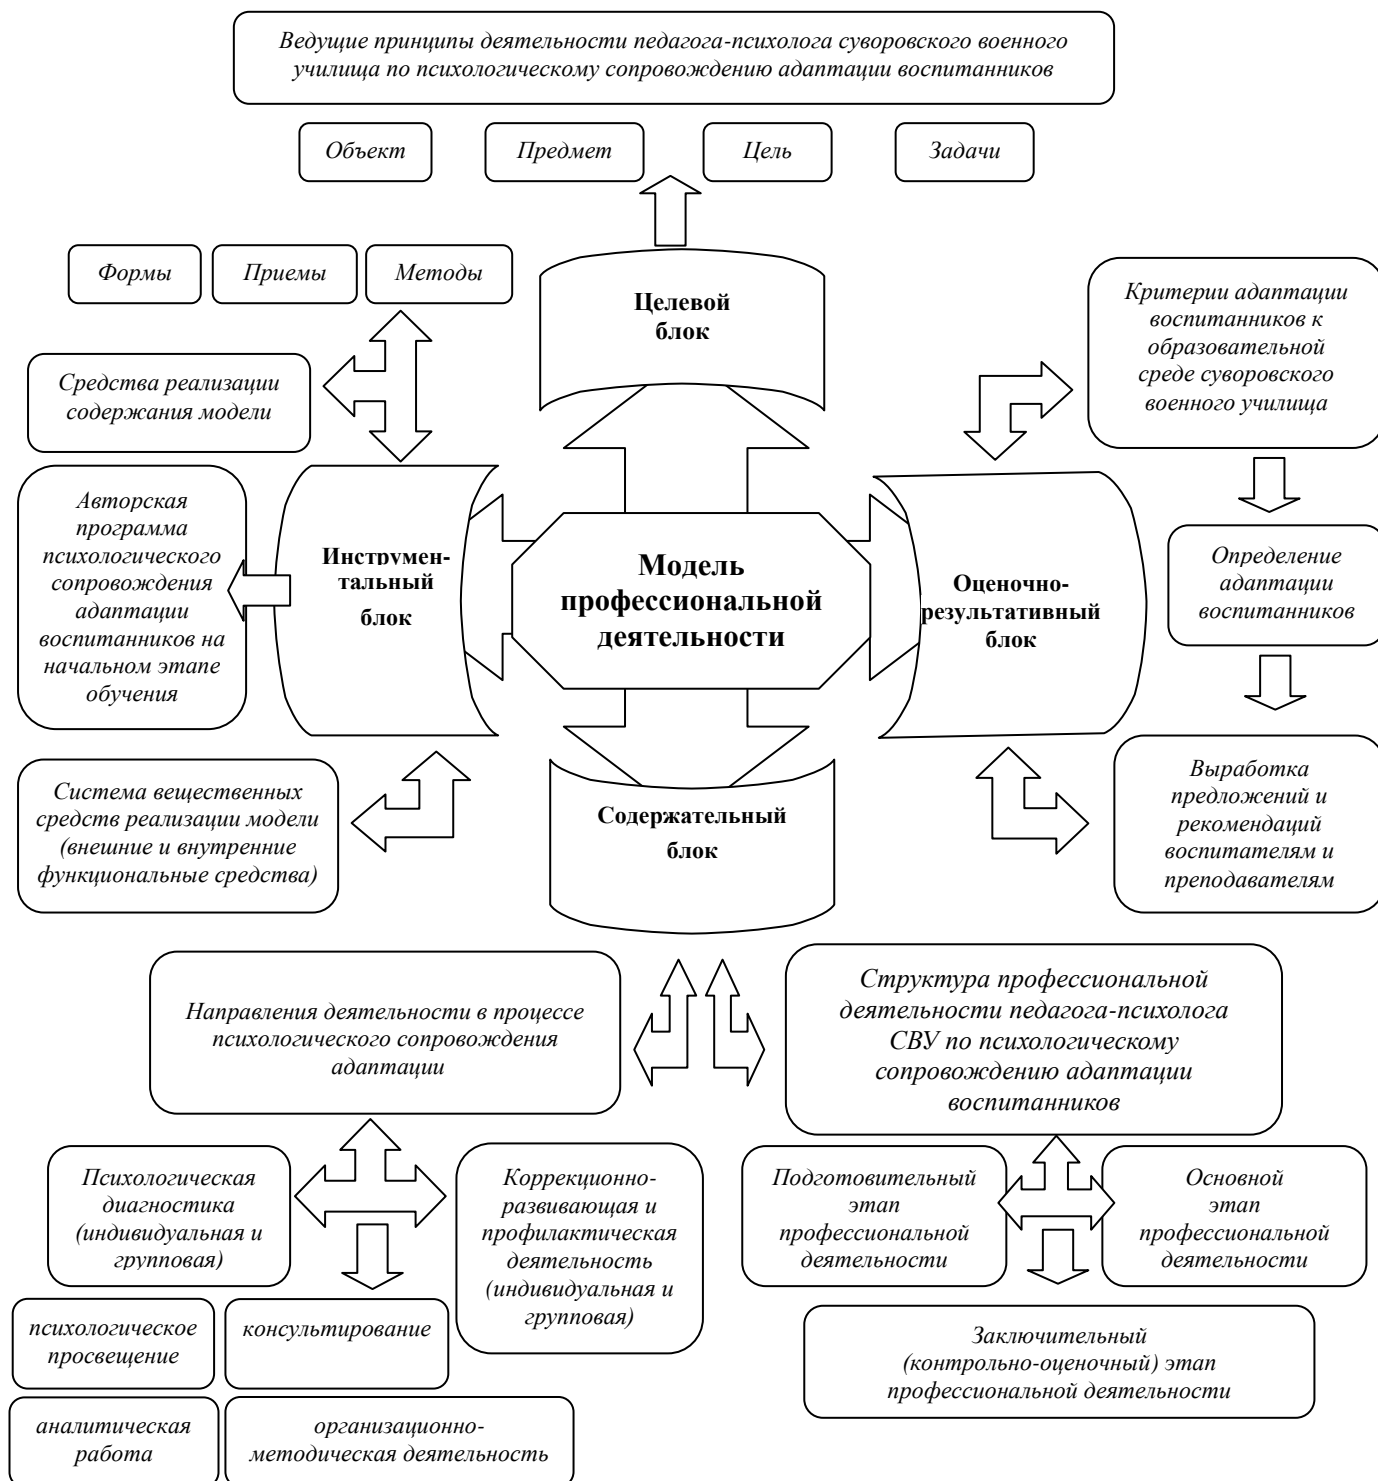 Ведущие принципы деятельности педагога-психолога суворовского военного
училища по психологическому сопровождению адаптации воспитанников
Объект
Предмет
Цель
Задачи
Формы
Приемы
Методы
Целевой
блок
Критерии адаптации
воспитанников к
образовательной
среде суворовского
военного училища
Средства реализации
содержания модели
Авторская
программа
психологического
сопровождения
адаптации
воспитанников на
начальном этапе
обучения
Инструмен-
тальный
блок
Модель
профессиональной
деятельности
Оценочно-
результативный
блок
Определение
адаптации
воспитанников
Система вещественных
средств реализации модели
(внешние и внутренние
функциональные средства)
Содержательный
блок
Выработка
предложений и
рекомендаций
воспитателям и
преподавателям
Направления деятельности в процессе
психологического сопровождения
адаптации
Структура профессиональной
деятельности педагога-психолога
СВУ по психологическому
сопровождению адаптации
воспитанников
Психологическая
диагностика
(индивидуальная и
групповая)
Коррекционно-
развивающая и
профилактическая
деятельность
(индивидуальная и
групповая)
Подготовительный
этап
профессиональной
деятельности
Основной
этап
профессиональной
деятельности
психологическое
просвещение
консультирование
Заключительный
(контрольно-оценочный) этап
профессиональной деятельности
аналитическая
работа
организационно-
методическая деятельность